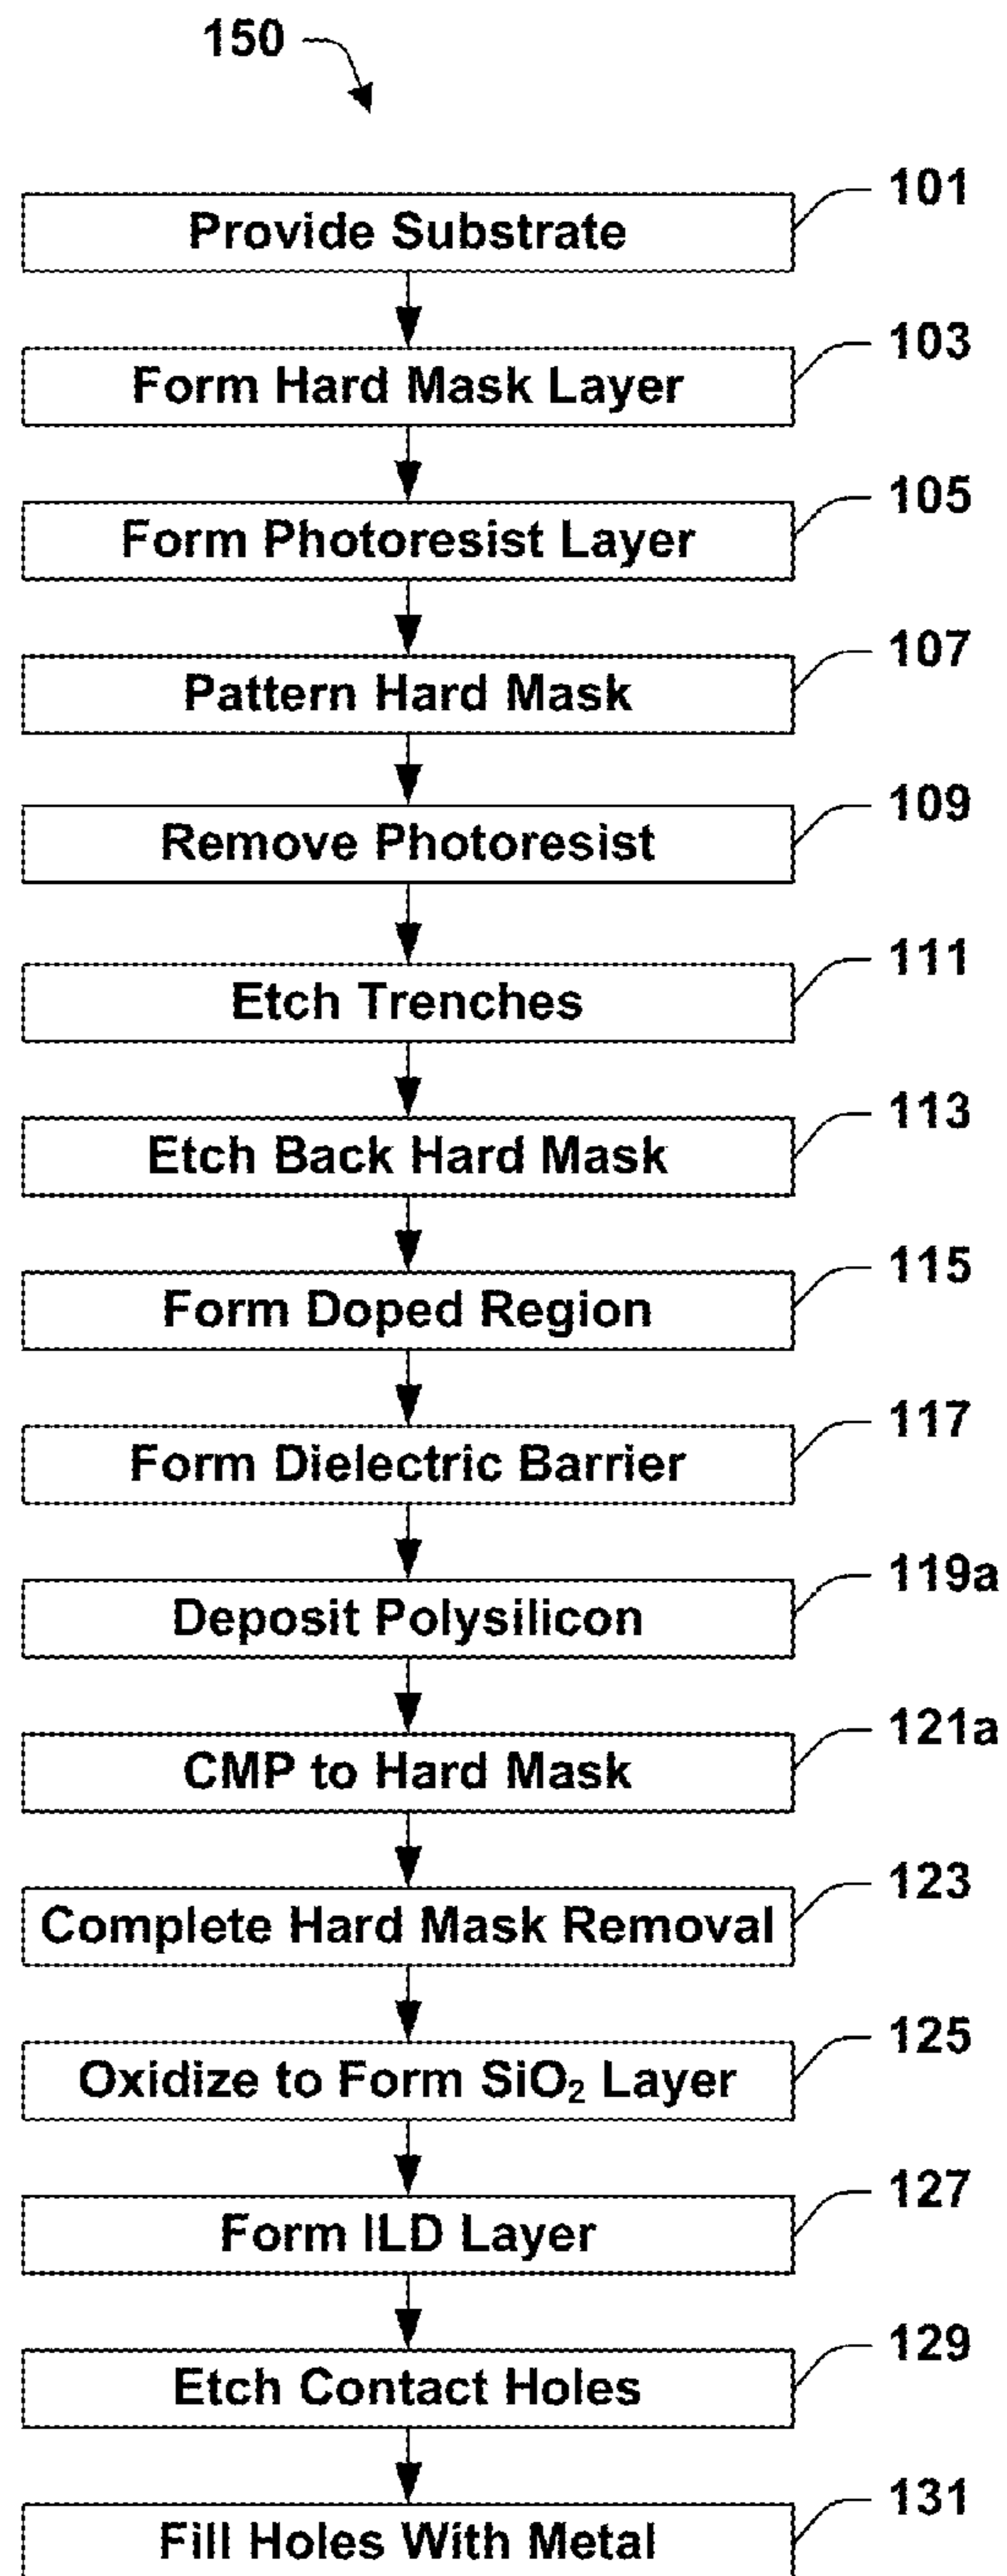 150
Provide Substrate
101
Form Hard Mask Layer
103
Form Photoresist Layer
105
Pattern Hard Mask
107
Remove Photoresist
109
Etch Trenches
111
Etch Back Hard Mask
113
Form Doped Region
115
Form Dielectric Barrier
117
Deposit Polysilicon
119a
CMP to Hard Mask
121a
Complete Hard Mask Removal
123
Oxidize to Form SiO₂ Layer
125
Form ILD Layer
127
Etch Contact Holes
129
Fill Holes With Metal
131